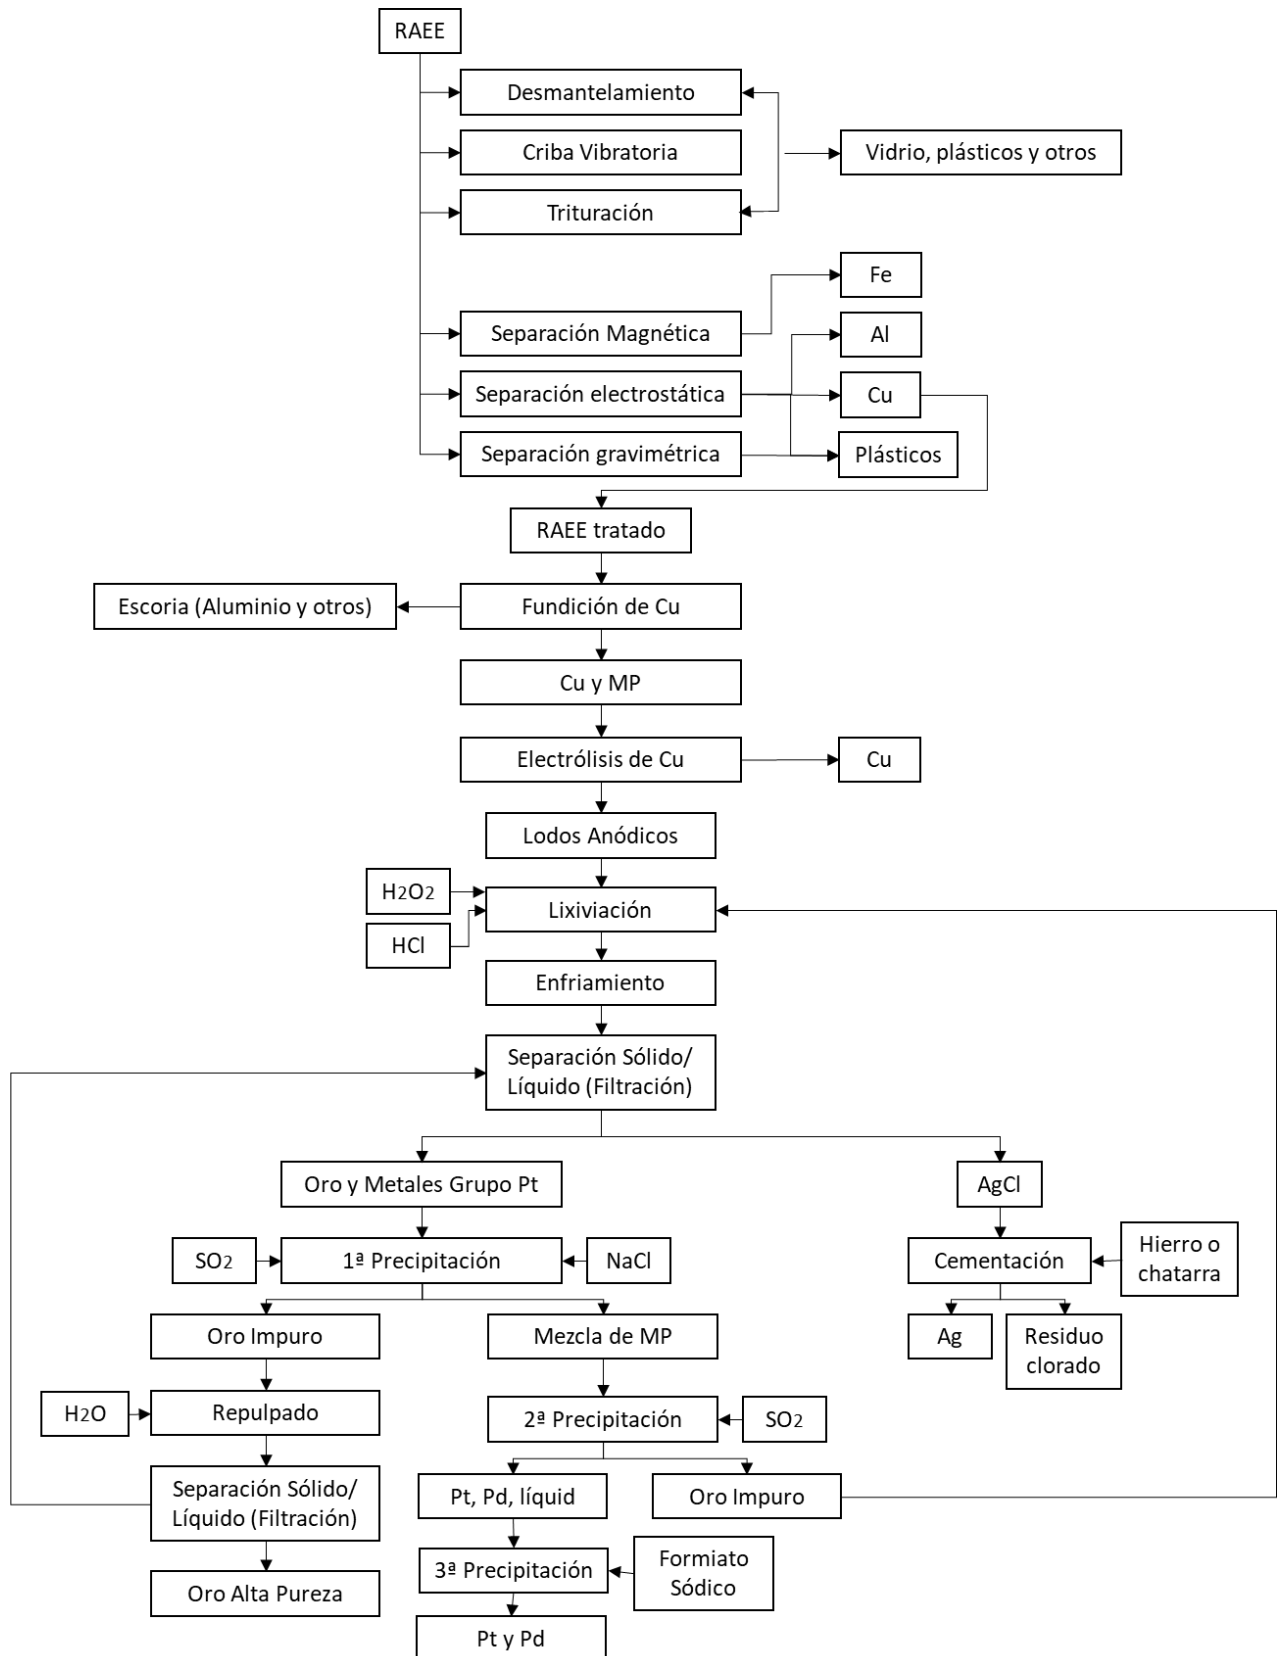 RAEE
Desmantelamiento
Criba Vibratoria
Vidrio, plásticos y otros
Trituración
Fe
Separación Magnética
Al
Separación electrostática
Cu
Separación gravimétrica
Plásticos
RAEE tratado
Escoria (Aluminio y otros)
Fundición de Cu
Cu y MP
Electrólisis de Cu
Cu
Lodos Anódicos
H2O2
Lixiviación
HCl
Enfriamiento
Separación Sólido/
Líquido (Filtración)
Oro y Metales Grupo Pt
AgCl
SO2
1ª Precipitación
NaCl
Cementación
Hierro o
chatarra
Oro Impuro
Mezcla de MP
Ag
Residuo
clorado
H2O
Repulpado
2ª Precipitación
SO2
Separación Sólido/
Líquido (Filtración)
Pt, Pd, líquid
Oro Impuro
3ª Precipitación
Formiato
Sódico
Oro Alta Pureza
Pt y Pd